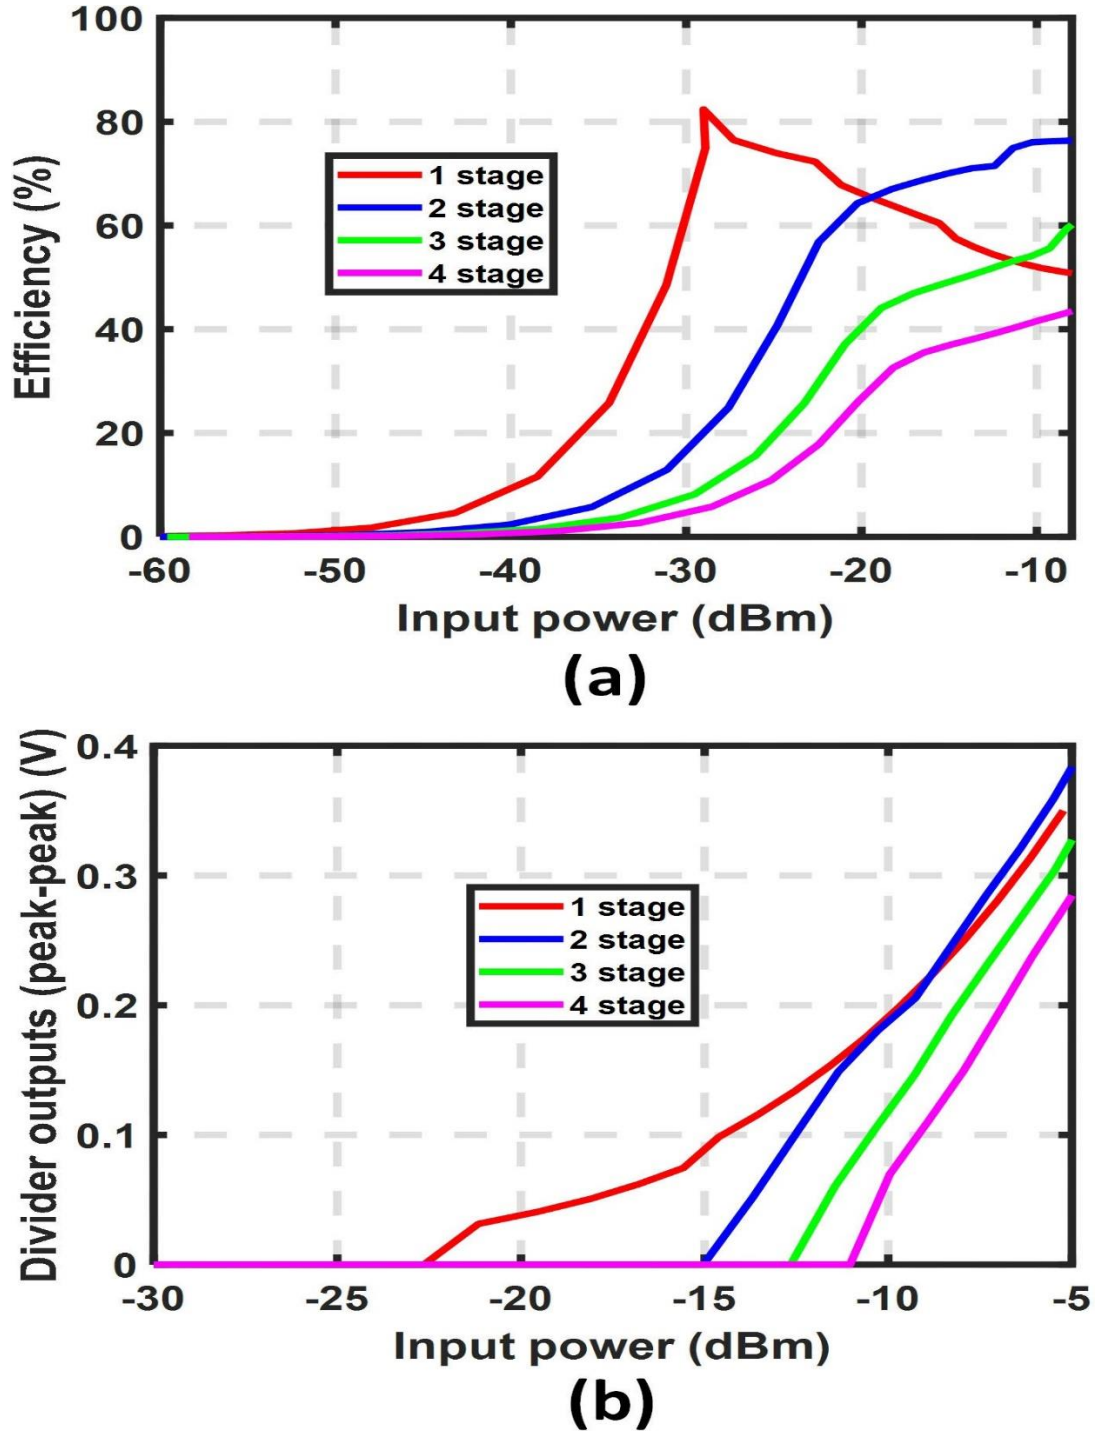 100
80
60
40
20
0
Efficiency (%)
1 stage
2 stage
3 stage
4 stage
-60 -50 -40 -30 -20 -10
Input power (dBm)
(a)
0.4
0.3
0.2
0.1
0
Divider outputs (peak-peak) (V)
1 stage
2 stage
3 stage
4 stage
-30 -25 -20 -15 -10 -5
Input power (dBm)
(b)